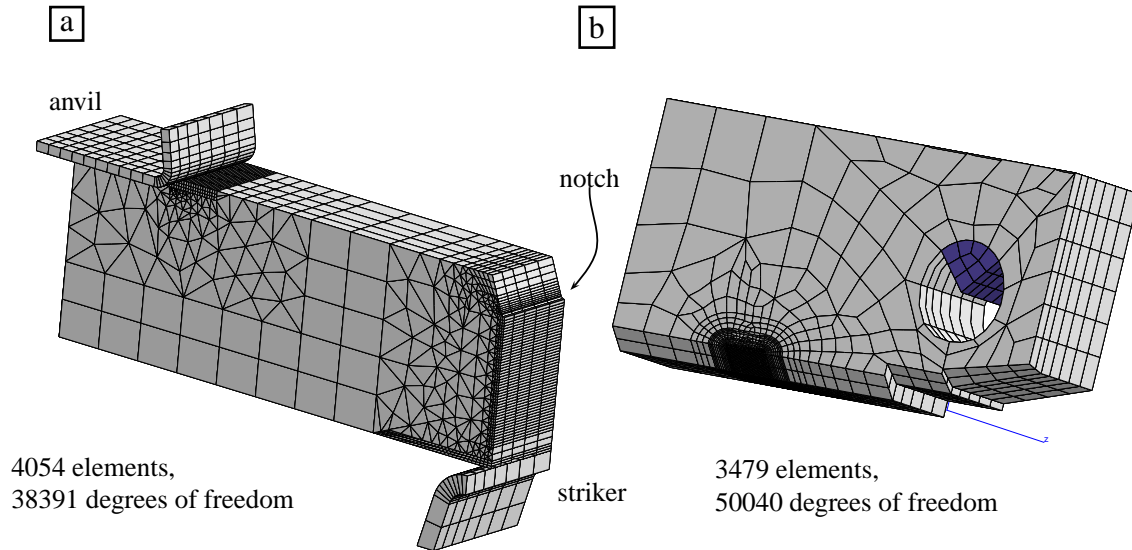 a
b
anvil
notch
z
4054 elements,
38391 degrees of freedom
striker
3479 elements,
50040 degrees of freedom